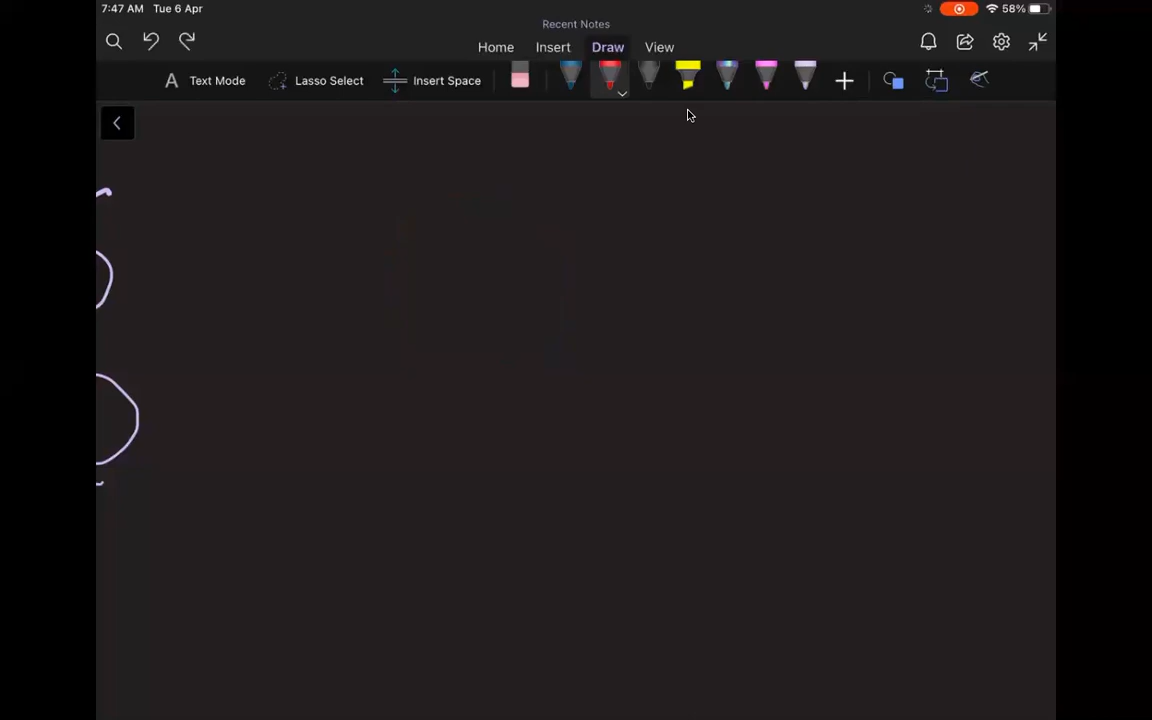 7:47 AM Tue 6 Apr
58%
Recent Notes
Home Insert Draw View
Text Mode Lasso Select Insert Space